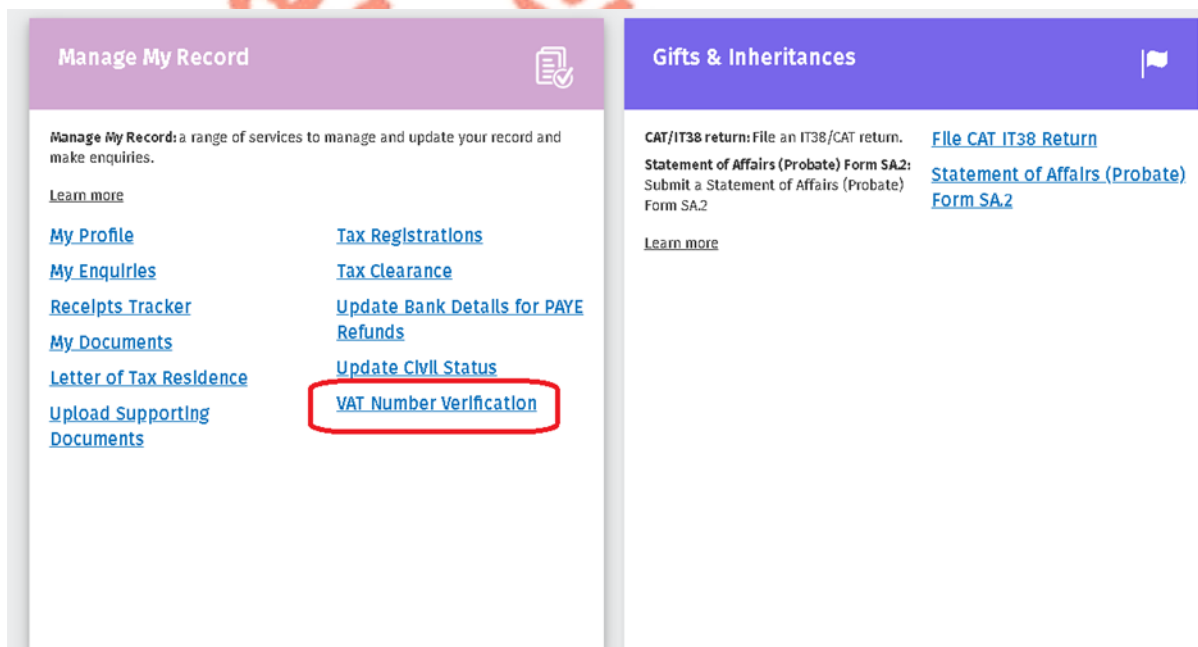 Manage My Record
Manage My Record: a range of services to manage and update your record and
make enquiries.
Learn more
My Profile
My Enquiries
Receipts Tracker
My Documents
Letter of Tax Residence
Upload Supporting
Documents
Tax Registrations
Tax Clearance
Update Bank Details for PAYE
Refunds
Update Civil Status
VAT Number Verification
Gifts & Inheritances
CAT/IT38 return: File an IT38/CAT return.
Statement of Affairs (Probate) Form SA.2:
Submit a Statement of Affairs (Probate)
Form SA.2
Learn more
File CAT IT38 Return
Statement of Affairs (Probate)
Form SA.2